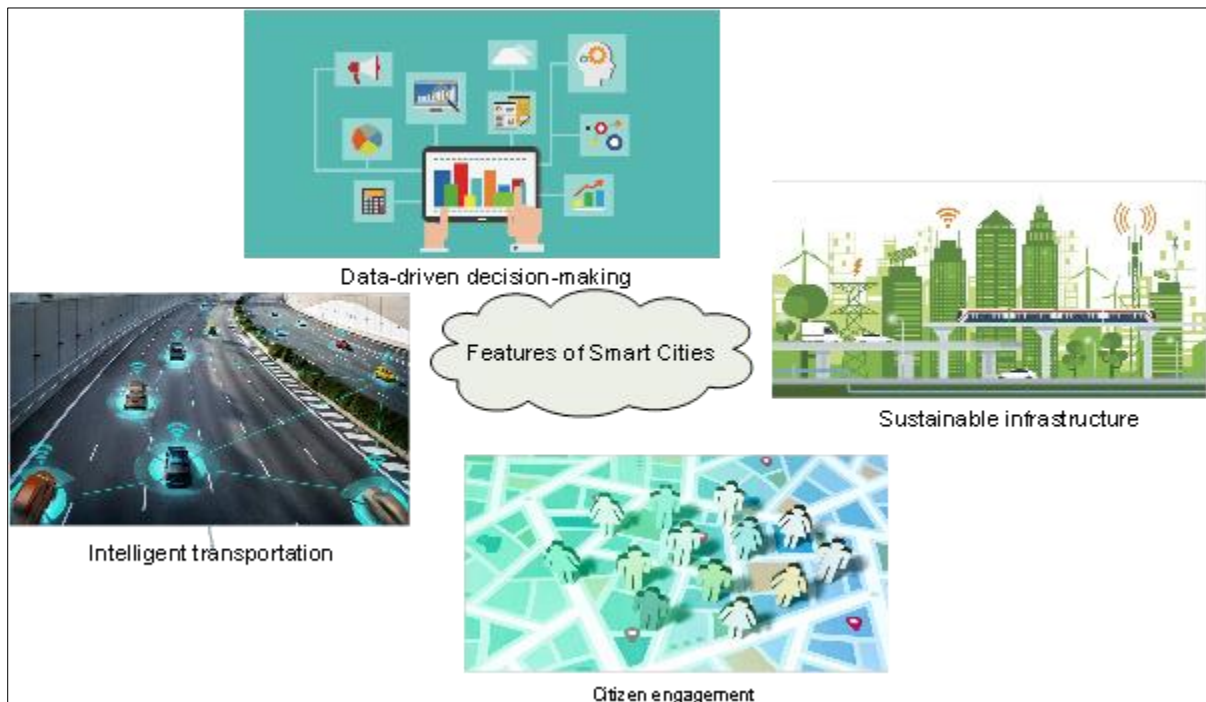 Data-driven decision-making
Features of Smart Cities
Sustainable infrastructure
Intelligent transportation
Citizen engagement